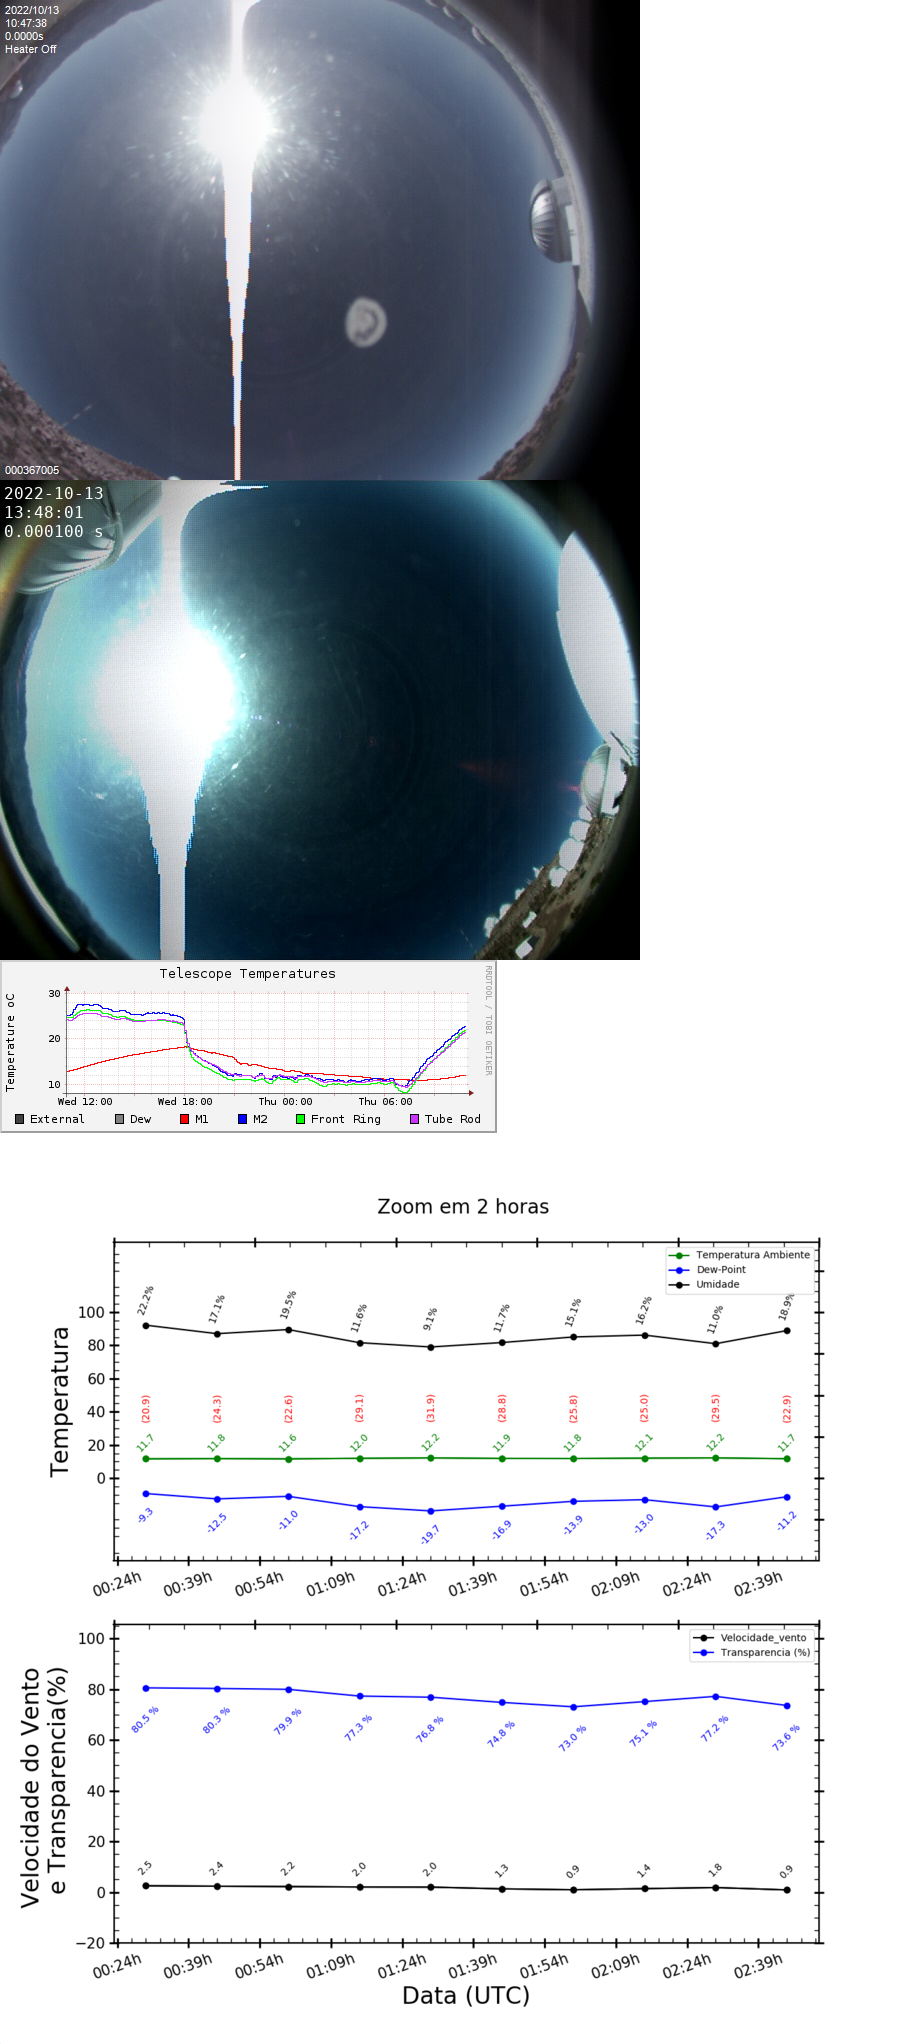 2022/10/13
10:47:38
0.0000s
Heater Off
000367005
2022-10-13
13:48:01
0.000100 s
Telescope Temperatures
RRDTOOL / TOBI OETIKER
Temperature oC
30
20
10
Wed 12:00 Wed 18:00 Thu 00:00 Thu 06:00
External Dew M1 M2 Front Ring Tube Rod
Zoom em 2 horas
Temperatura Ambiente
Dew-Point
Umidade
Temperatura
100
80
60
40
20
0
22.2% 17.1% 19.5% 11.6% 9.1% 11.7% 15.1% 16.2% 11.0% 18.9%
(20.9) (24.3) (22.6) (29.1) (31.9) (28.8) (25.8) (25.0) (29.5) (22.9)
11.7 11.8 11.6 12.0 12.2 11.9 11.8 12.1 12.2 11.7
-9.3 -12.5 -11.0 -17.2 -19.7 -16.9 -13.9 -13.0 -17.3 -11.2
00:24h 00:39h 00:54h 01:09h 01:24h 01:39h 01:54h 02:09h 02:24h 02:39h
Velocidade_vento
Transparencia (%)
Velocidade do Vento
e Transparencia(%)
100
80
60
40
20
0
−20
80.5 % 80.3 % 79.9 % 77.3 % 76.8 % 74.8 % 73.0 % 75.1 % 77.2 % 73.6 %
2.5 2.4 2.2 2.0 2.0 1.3 0.9 1.4 1.8 0.9
00:24h 00:39h 00:54h 01:09h 01:24h 01:39h 01:54h 02:09h 02:24h 02:39h
Data (UTC)